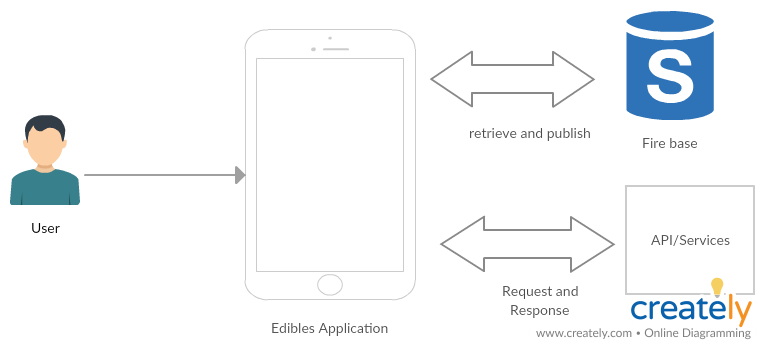 S
retrieve and publish
Fire base
User
API/Services
Request and
Response
Edibles Application
creately
www.creately.com • Online Diagramming